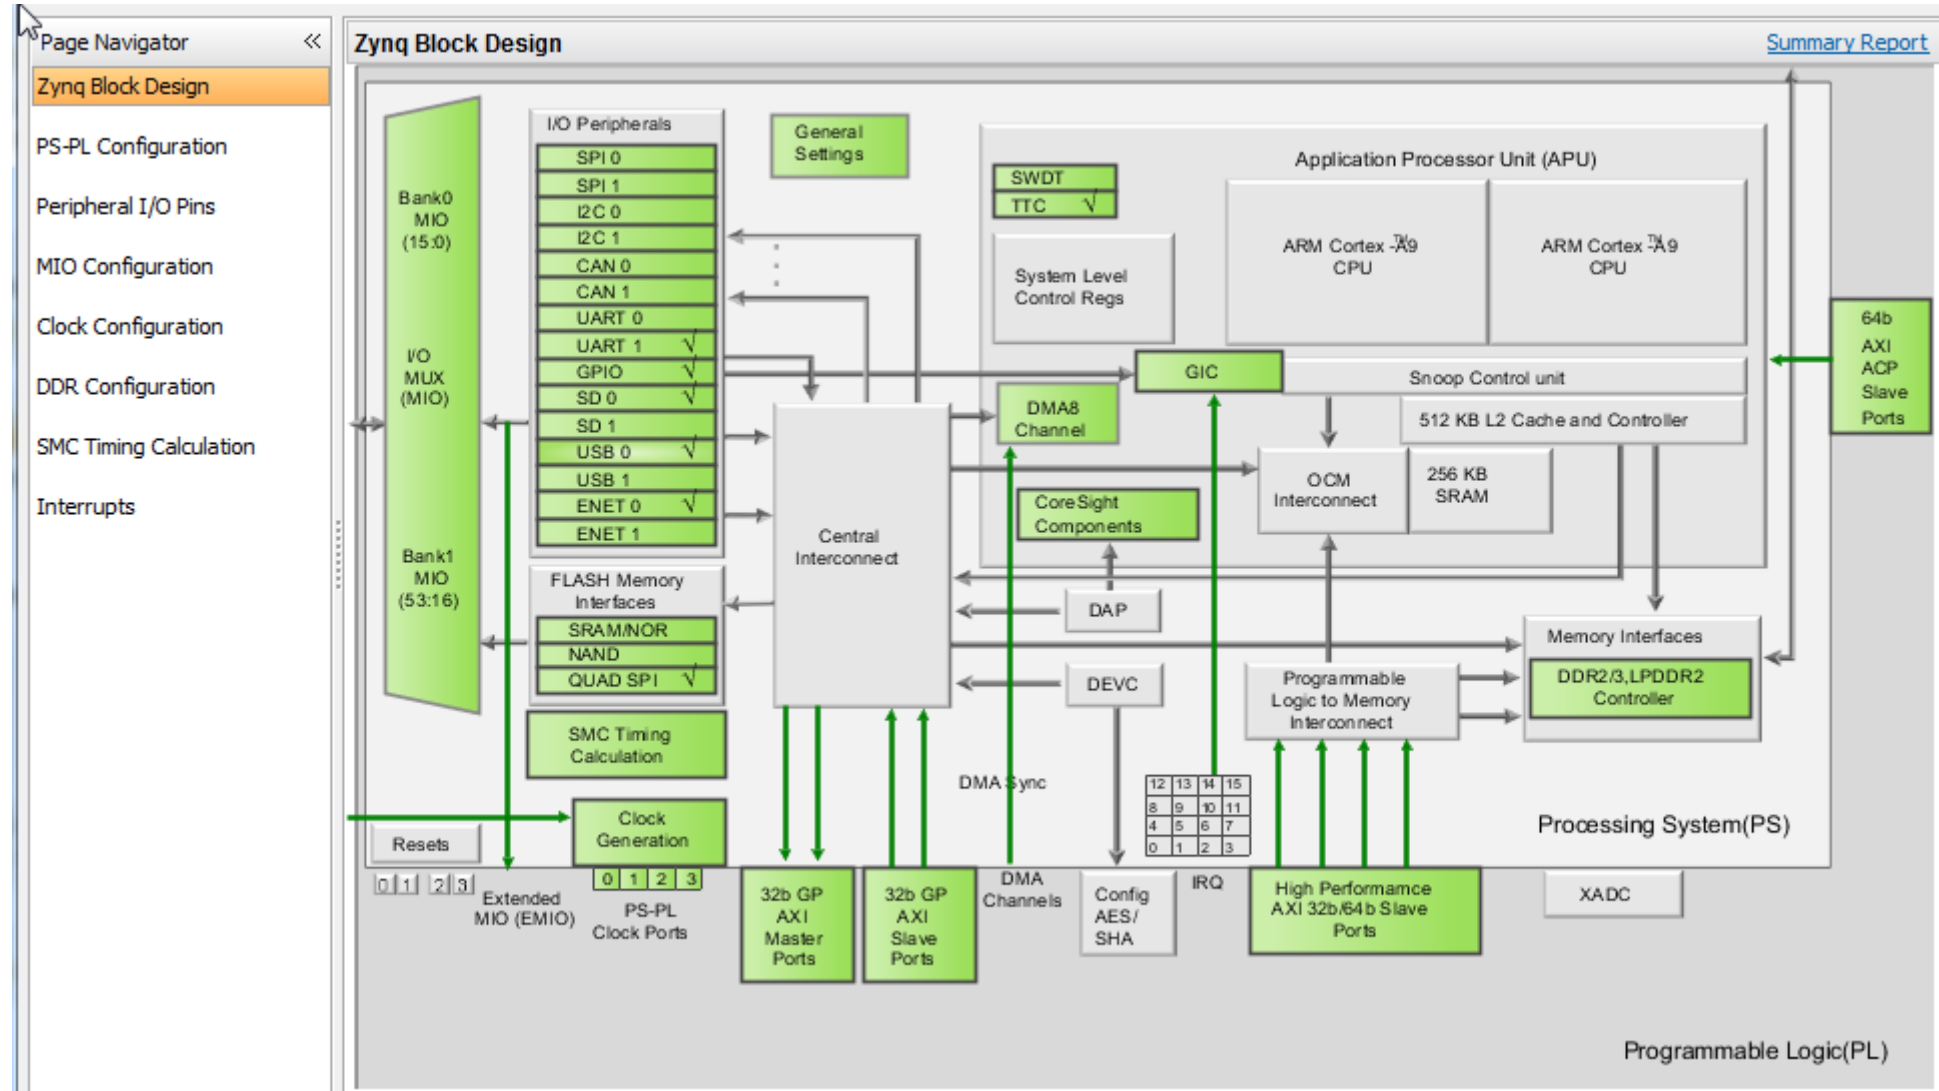 Page Navigator «
Zynq Block Design
PS-PL Configuration
Peripheral I/O Pins
MIO Configuration
Clock Configuration
DDR Configuration
SMC Timing Calculation
Interrupts
Zynq Block Design
Summary Report
Bank0
MIO
(15:0)
I/O
MUX
(MIO)
Bank1
MIO
(53:16)
I/O Peripherals
SPI 0
SPI 1
I2C 0
I2C 1
CAN 0
CAN 1
UART 0
UART 1 √
GPIO √
SD 0 √
SD 1
USB 0 √
USB 1
ENET 0 √
ENET 1
FLASH Memory
Interfaces
SRAM/NOR
NAND
QUAD SPI √
SMC Timing
Calculation
General
Settings
Clock
Generation
0 1 2 3
PS-PL
Clock Ports
Resets
0 1 2 3
Extended
MIO (EMIO)
Central
Interconnect
32b GP
AXI
Master
Ports
32b GP
AXI
Slave
Ports
Application Processor Unit (APU)
SWDT
TTC √
System Level
Control Regs
ARM Cortex -™A9
CPU
ARM Cortex -™A9
CPU
GIC
Snoop Control unit
DMA8
Channel
512 KB L2 Cache and Controller
OCM
Interconnect
256 KB
SRAM
CoreSight
Components
DAP
DEVC
Memory Interfaces
DDR2/3,LPDDR2
Controller
Programmable
Logic to Memory
Interconnect
DMA Sync
12 13 14 15
8 9 10 11
4 5 6 7
0 1 2 3
DMA
Channels
Config
AES/
SHA
IRQ
High Performamce
AXI 32b/64b Slave
Ports
XADC
64b
AXI
ACP
Slave
Ports
Processing System(PS)
Programmable Logic(PL)